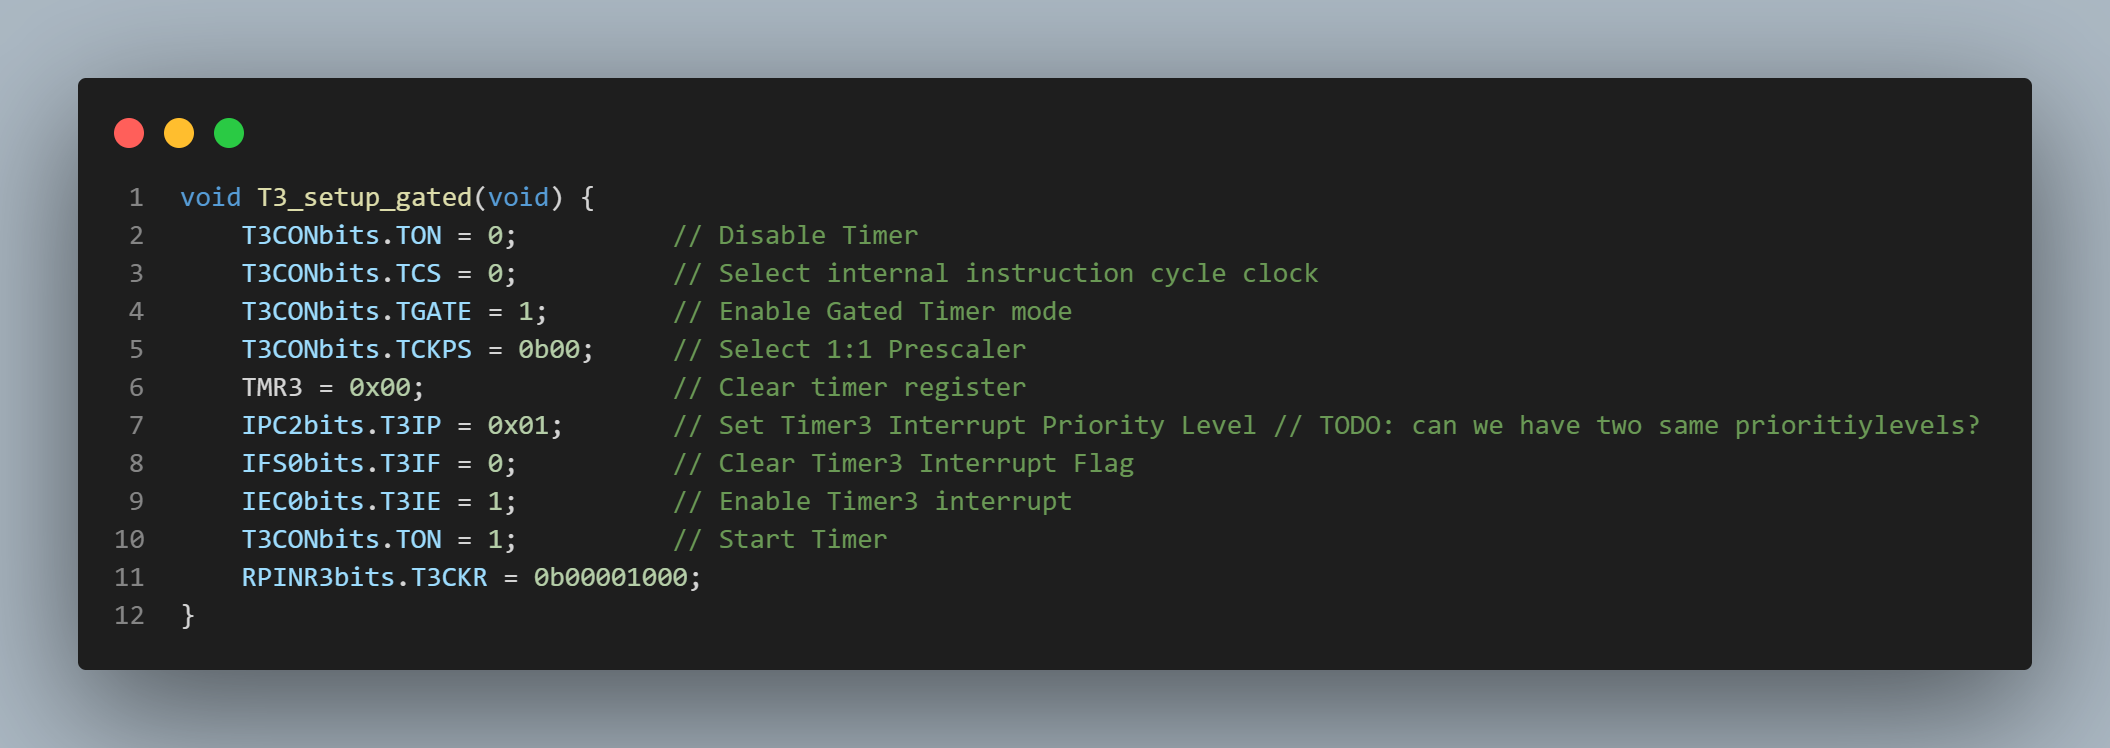 1 void T3_setup_gated(void) {
2     T3CONbits.TON = 0;          // Disable Timer
3     T3CONbits.TCS = 0;          // Select internal instruction cycle clock
4     T3CONbits.TGATE = 1;        // Enable Gated Timer mode
5     T3CONbits.TCKPS = 0b00;     // Select 1:1 Prescaler
6     TMR3 = 0x00;                // Clear timer register
7     IPC2bits.T3IP = 0x01;       // Set Timer3 Interrupt Priority Level // TODO: can we have two same prioritiylevels?
8     IFS0bits.T3IF = 0;          // Clear Timer3 Interrupt Flag
9     IEC0bits.T3IE = 1;          // Enable Timer3 interrupt
10     T3CONbits.TON = 1;          // Start Timer
11     RPINR3bits.T3CKR = 0b00001000;
12 }